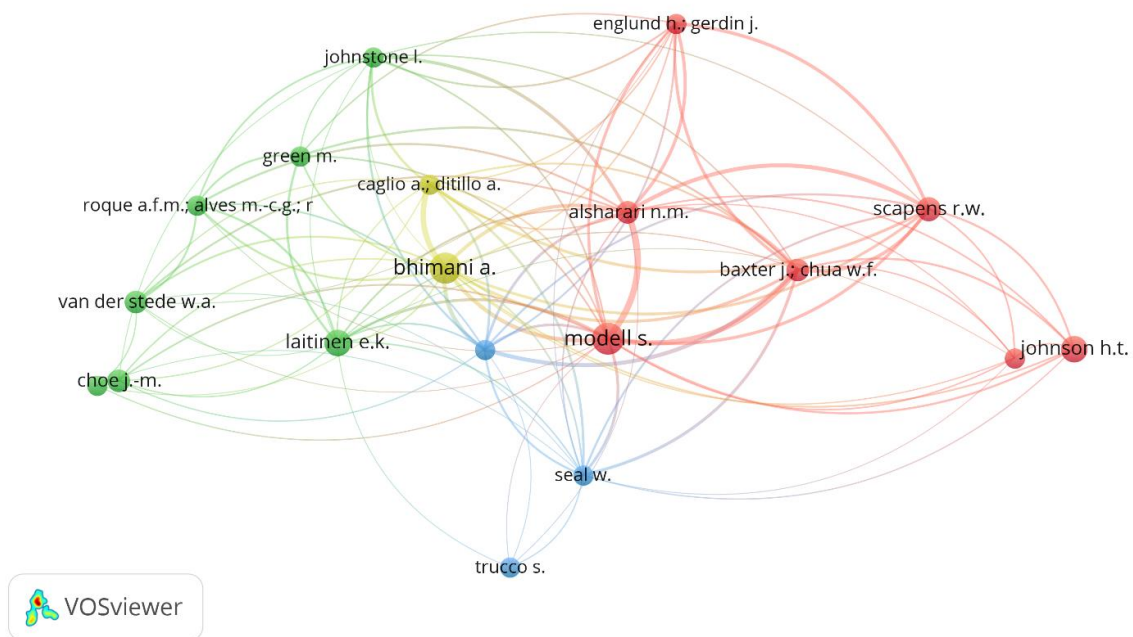 englund h.; gerdin j.
johnstone l.
green m.
caglio a.; ditillo a.
roque a.f.m.; alves m.-c.g.; r
alsharari n.m.
scapens r.w.
bhimani a.
baxter j.; chua w.f.
van der stede w.a.
laitinen e.k.
modell s.
johnson h.t.
choe j.-m.
seal w.
trucco s.
VOSviewer